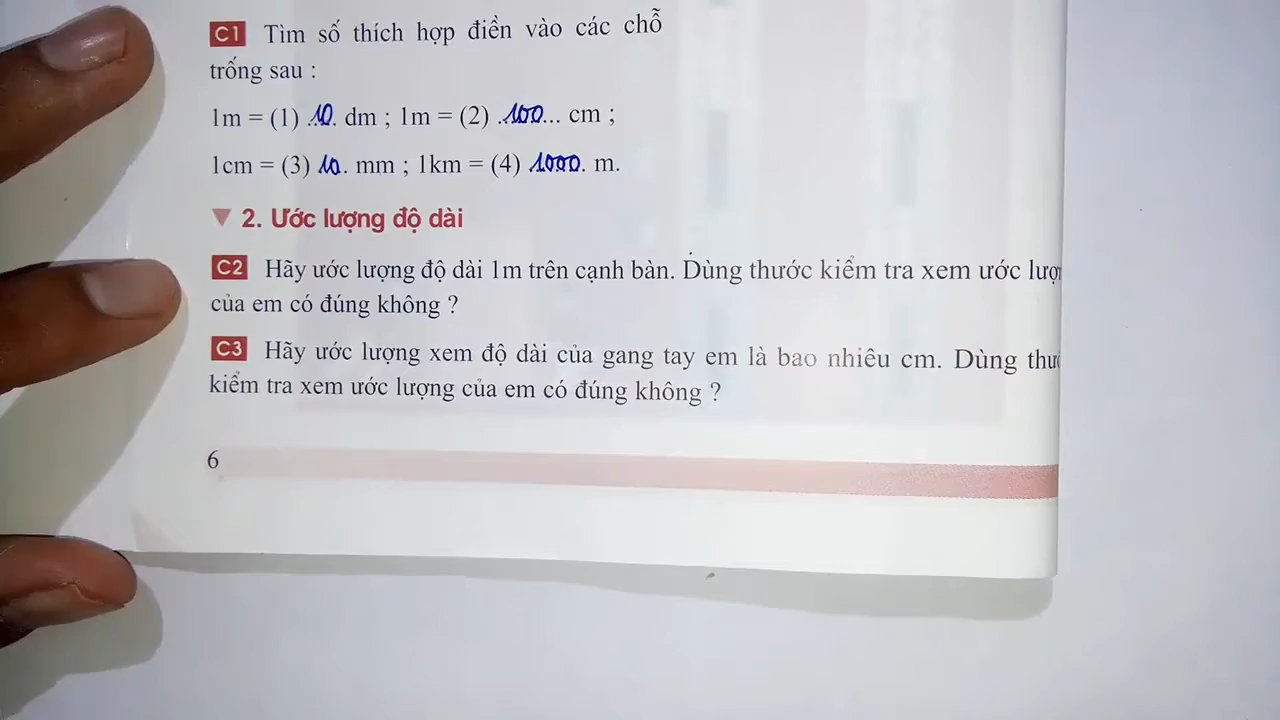 C1 Tìm số thích hợp điền vào các chỗ
trống sau :
1m = (1) .10. dm ; 1m = (2) .100... cm ;
1cm = (3) 10. mm ; 1km = (4) 1000. m.
▼ 2. Ước lượng độ dài
C2 Hãy ước lượng độ dài 1m trên cạnh bàn. Dùng thước kiểm tra xem ước lượ
của em có đúng không ?
C3 Hãy ước lượng xem độ dài của gang tay em là bao nhiêu cm. Dùng thư
kiểm tra xem ước lượng của em có đúng không ?
6